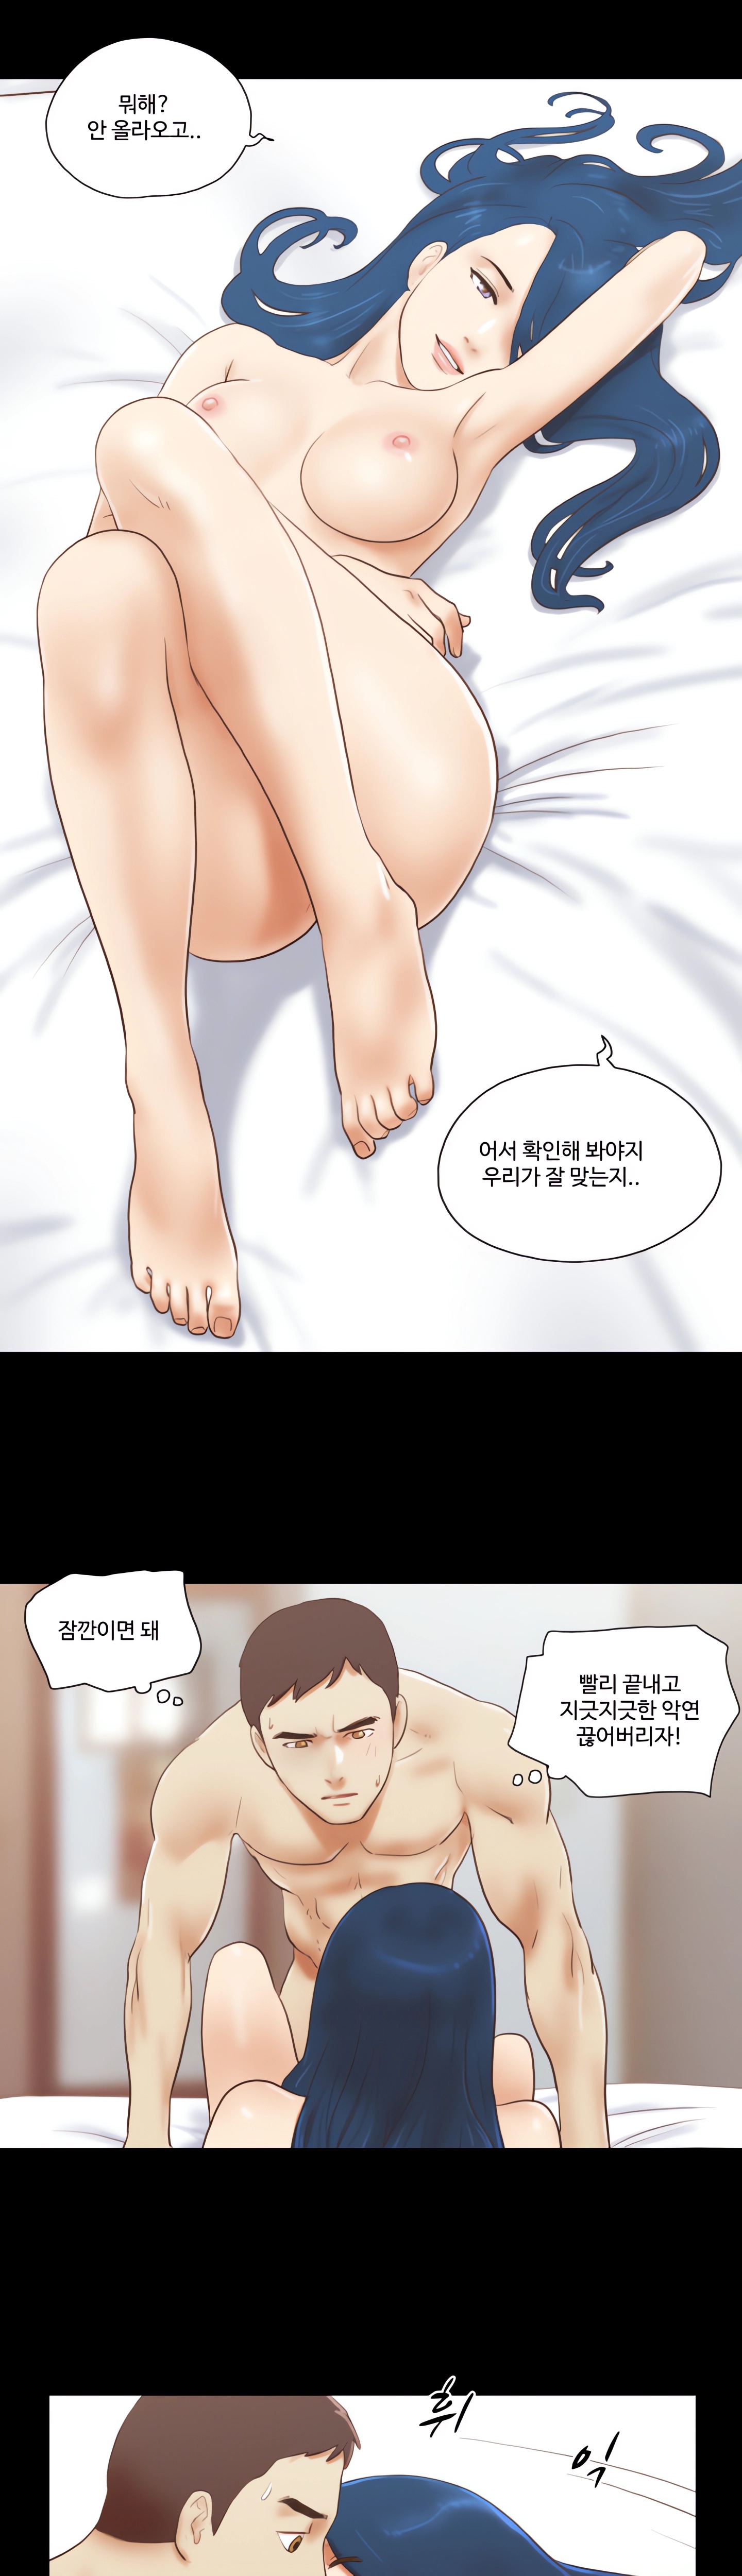 뭐해?
안 올라오고..
어서 확인해 봐야지
우리가 잘 맞는지..
잠깐이면 돼
빨리 끝내고
지긋지긋한 악연
끊어버리자!
휘
익